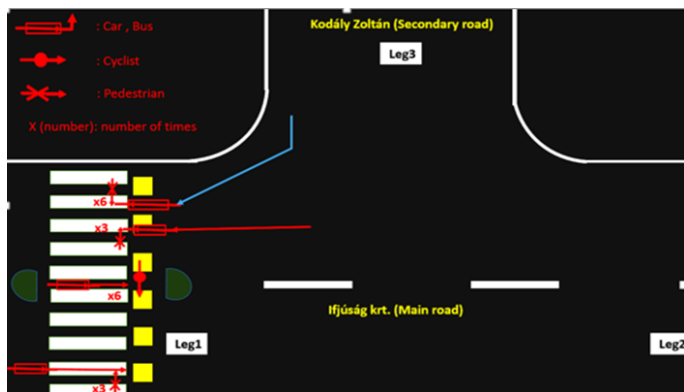 Kodály Zoltán (Secondary road)
: Car , Bus
Leg3
: Cyclist
: Pedestrian
X (number): number of times
x6
x3
x6
Ifjúság krt. (Main road)
Leg1
Leg2
x3